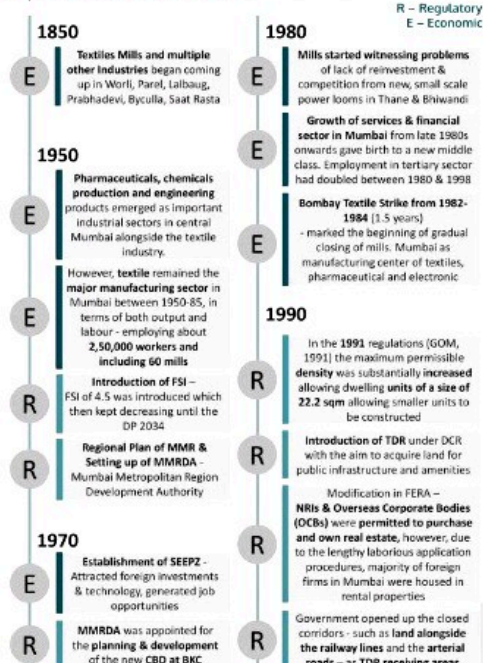 R – Regulatory
E – Economic
1850
E
Textiles Mills and multiple
other Industries began coming
up in Worli, Parel, Lalbaug,
Prabhadevi, Byculla, Saat Rasta
1950
E
Pharmaceuticals, chemicals
production and engineering
products emerged as important
industrial sectors in central
Mumbai alongside the textile
industry.
E
However, textile remained the
major manufacturing sector in
Mumbai between 1950-85, in
terms of both output and
labour - employing about
2,50,000 workers and
including 60 mills
R
Introduction of FSI –
FSI of 4.5 was introduced which
then kept decreasing until the
DP 2034
R
Regional Plan of MMR &
Setting up of MMRDA -
Mumbai Metropolitan Region
Development Authority
1970
E
Establishment of SEEPZ -
Attracted foreign investments
& technology, generated job
opportunities
R
MMRDA was appointed for
the planning & development
of the new CBD at BKC
1980
E
Mills started witnessing problems
of lack of reinvestment &
competition from new, small scale
power looms in Thane & Bhiwandi
E
Growth of services & financial
sector in Mumbai from late 1980s
onwards gave birth to a new middle
class. Employment in tertiary sector
had doubled between 1980 & 1998
E
Bombay Textile Strike from 1982-
1984 (1.5 years)
- marked the beginning of gradual
closing of mills. Mumbai as
manufacturing center of textiles,
pharmaceutical and electronic
1990
R
In the 1991 regulations (GOM,
1991) the maximum permissible
density was substantially increased
allowing dwelling units of a size of
22.2 sqm allowing smaller units to
be constructed
R
Introduction of TDR under DCR
with the aim to acquire land for
public infrastructure and amenities
R
Modification in FERA –
NRIs & Overseas Corporate Bodies
(OCBs) were permitted to purchase
and own real estate, however, due
to the lengthy laborious application
procedures, majority of foreign
firms in Mumbai were housed in
rental properties
R
Government opened up the closed
corridors - such as land alongside
the railway lines and the arterial
roads – as TDR receiving areas